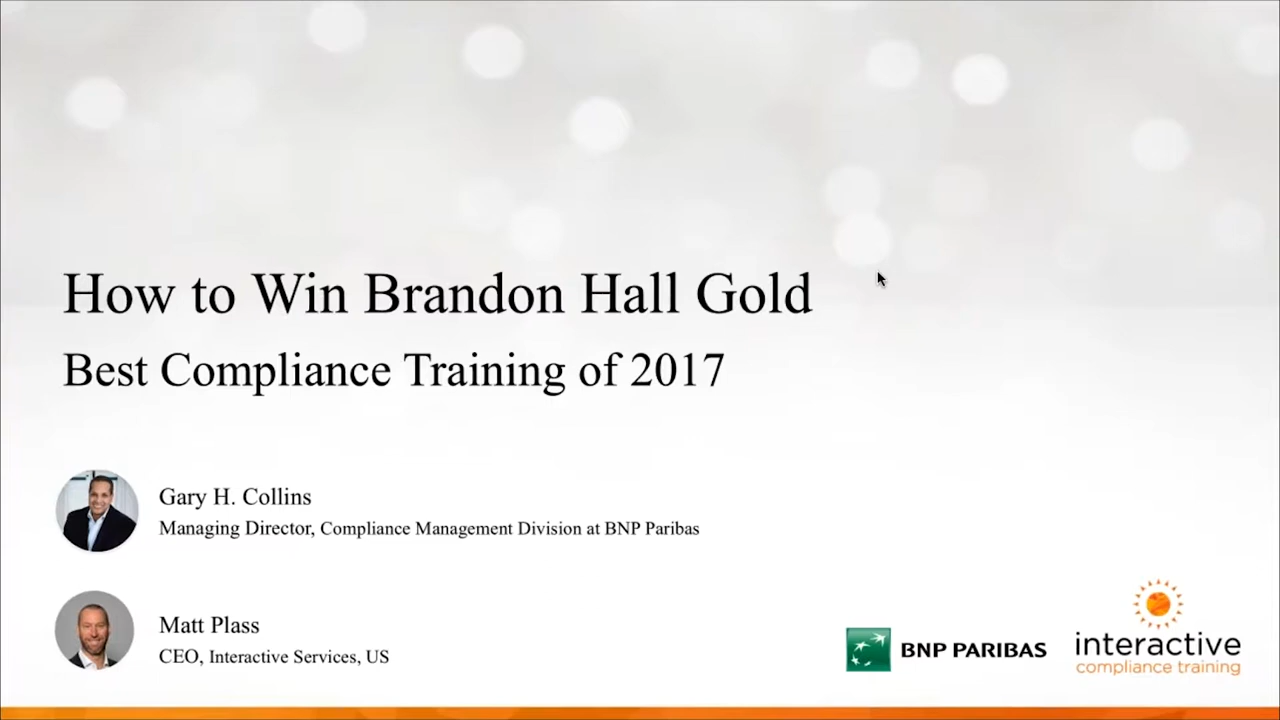 How to Win Brandon Hall Gold
Best Compliance Training of 2017
Gary H. Collins
Managing Director, Compliance Management Division at BNP Paribas
Matt Plass
CEO, Interactive Services, US
BNP PARIBAS
interactive
compliance training